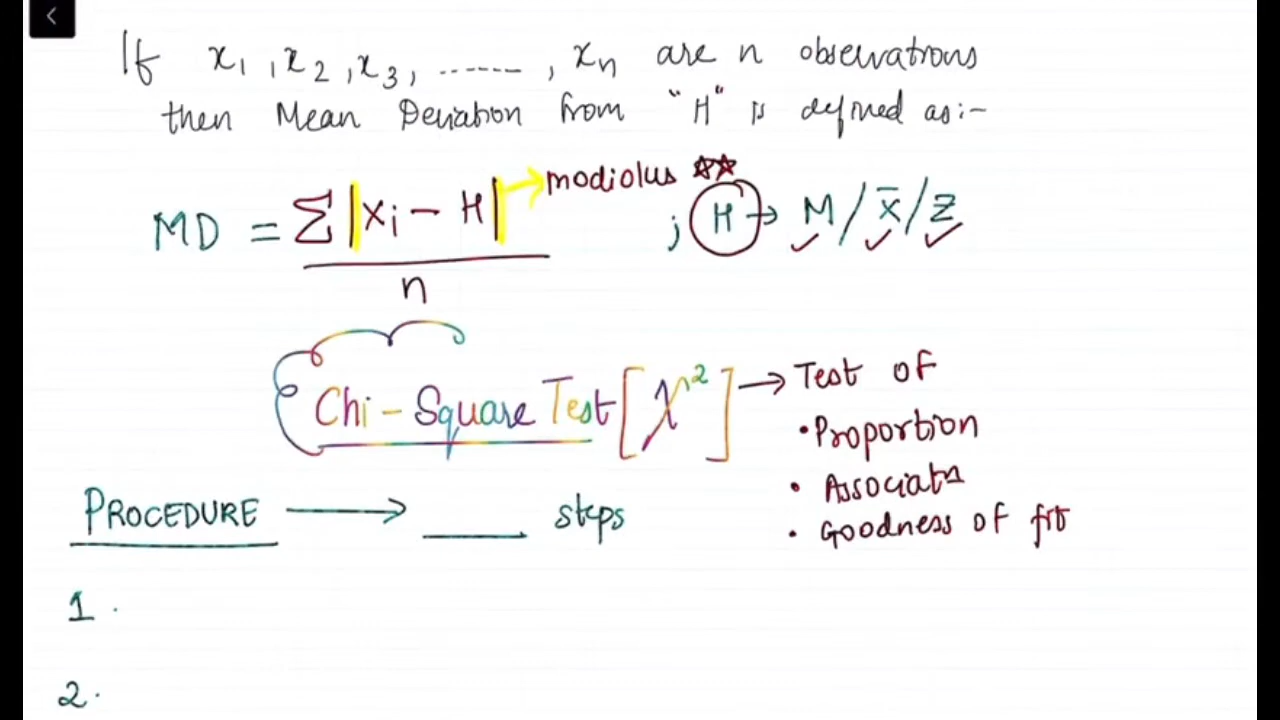 If x₁, x₂, x₃, ......., xₙ are n observations
then Mean Deviation from "H" is defined as:-
MD = Σ|xᵢ - H| / n → modiolus ☆☆
; H → M / x̄ / Z
Chi-Square Test [χ²] → Test of
• Proportion
• Associatn
• Goodness of fit
PROCEDURE → ____ steps
1.
2.